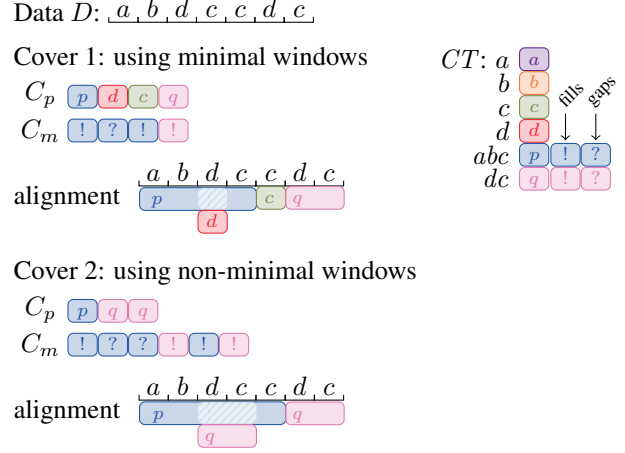 Data D: a b d c c d c
Cover 1: using minimal windows
C_p p d c q
C_m ! ? ! !
a b d c c d c
alignment p c q
d
Cover 2: using non-minimal windows
C_p p q q
C_m ! ? ? ! ! !
a b d c c d c
alignment p q
q
CT: a a
b b
c c
d d
fills gaps
abc p ! ?
dc q ! ?